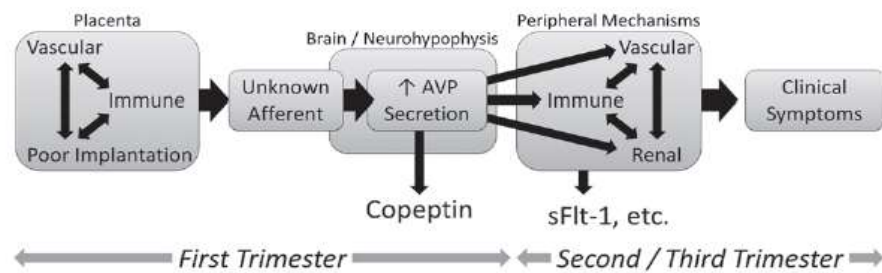 Placenta
Brain / Neurohypophysis
Peripheral Mechanisms
Vascular
Immune
Poor Implantation
Unknown
Afferent
↑ AVP
Secretion
Vascular
Immune
Renal
Clinical
Symptoms
Copeptin
sFlt-1, etc.
First Trimester
Second / Third Trimester